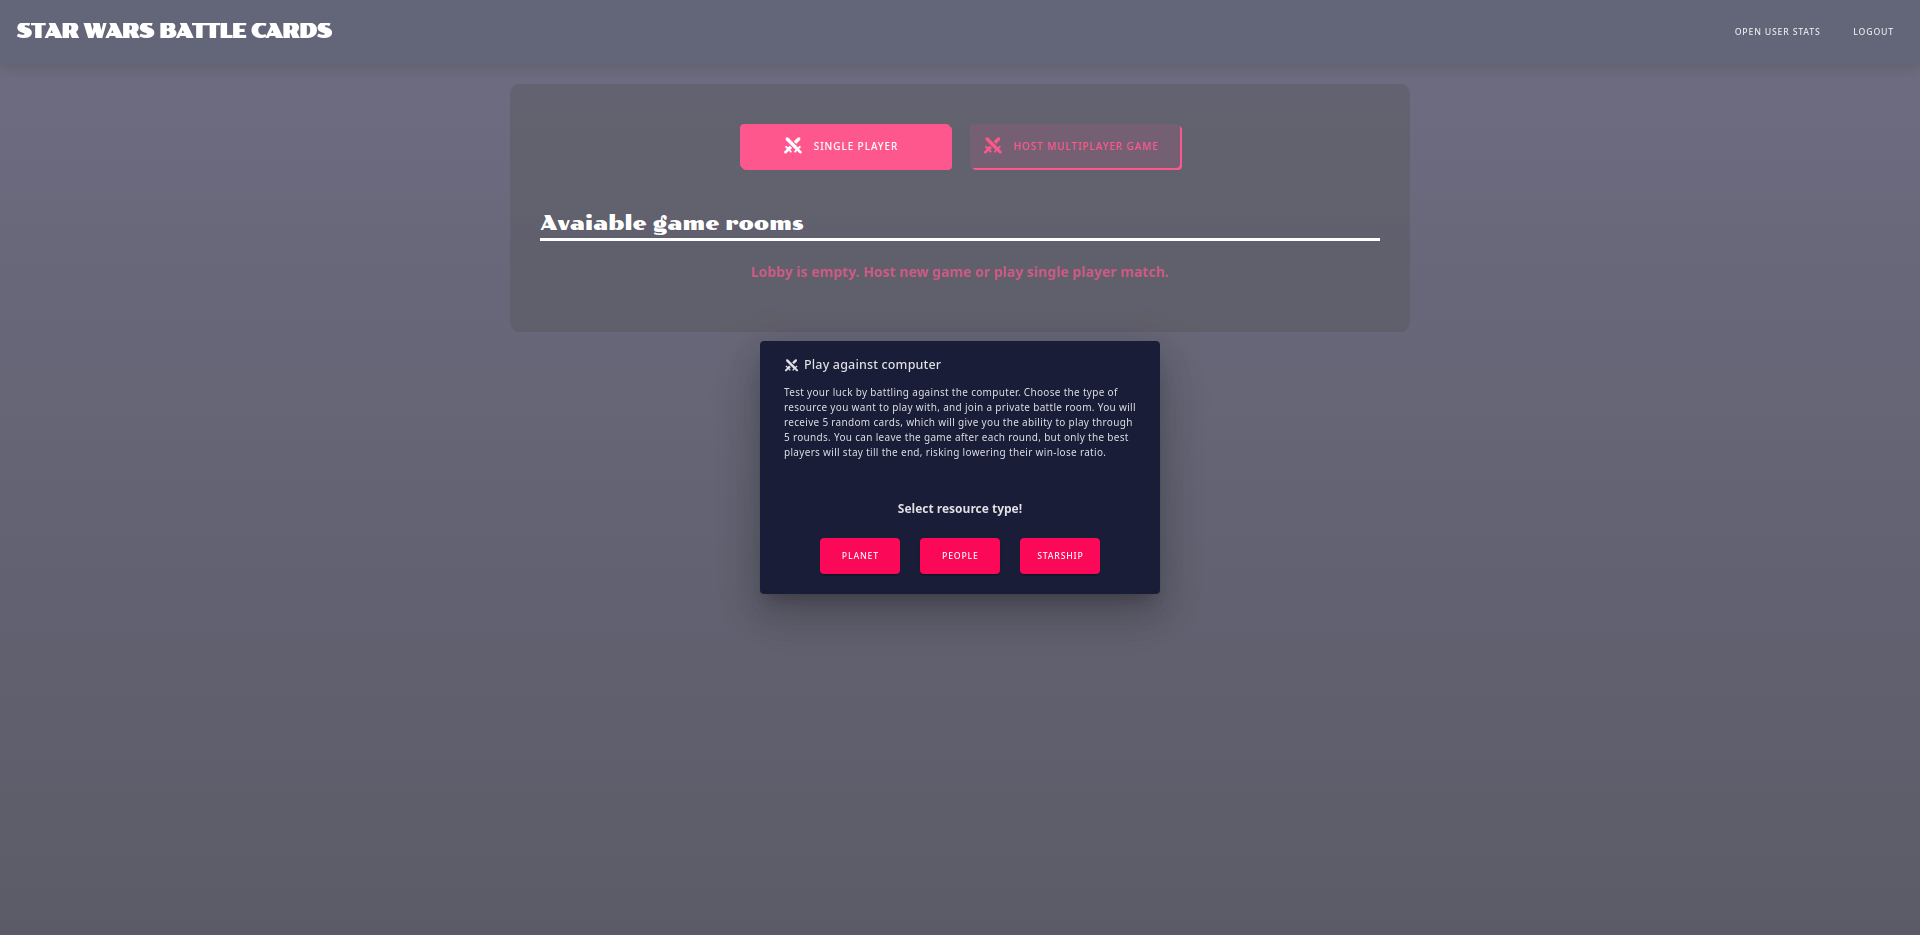 STAR WARS BATTLE CARDS
OPEN USER STATS
LOGOUT
SINGLE PLAYER
HOST MULTIPLAYER GAME
Avaiable game rooms
Lobby is empty. Host new game or play single player match.
Play against computer
Test your luck by battling against the computer. Choose the type of
resource you want to play with, and join a private battle room. You will
receive 5 random cards, which will give you the ability to play through
5 rounds. You can leave the game after each round, but only the best
players will stay till the end, risking lowering their win-lose ratio.
Select resource type!
PLANET
PEOPLE
STARSHIP